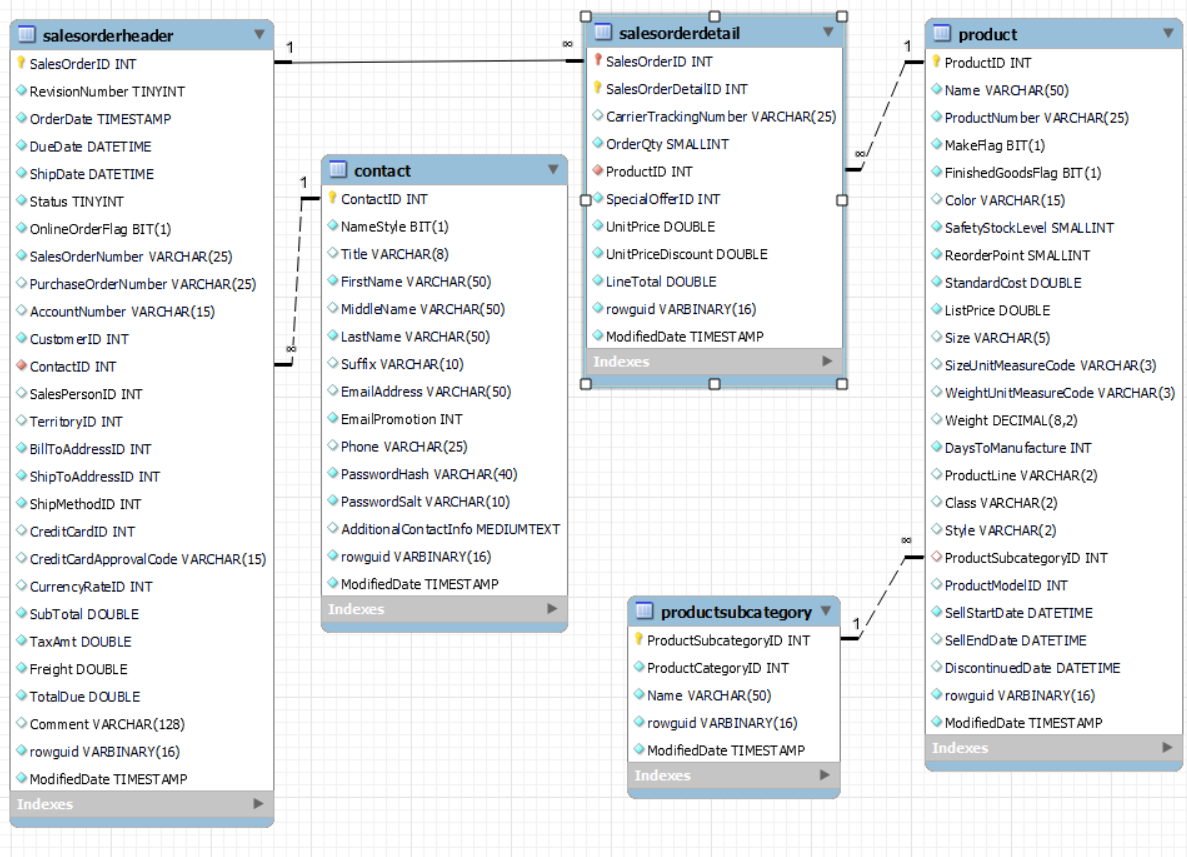 salesorderheader
SalesOrderID INT
RevisionNumber TINYINT
OrderDate TIMESTAMP
DueDate DATETIME
ShipDate DATETIME
Status TINYINT
OnlineOrderFlag BIT(1)
SalesOrderNumber VARCHAR(25)
PurchaseOrderNumber VARCHAR(25)
AccountNumber VARCHAR(15)
CustomerID INT
ContactID INT
SalesPersonID INT
TerritoryID INT
BillToAddressID INT
ShipToAddressID INT
ShipMethodID INT
CreditCardID INT
CreditCardApprovalCode VARCHAR(15)
CurrencyRateID INT
SubTotal DOUBLE
TaxAmt DOUBLE
Freight DOUBLE
TotalDue DOUBLE
Comment VARCHAR(128)
rowguid VARBINARY(16)
ModifiedDate TIMESTAMP
Indexes
1
∞
1
∞
contact
ContactID INT
NameStyle BIT(1)
Title VARCHAR(8)
FirstName VARCHAR(50)
MiddleName VARCHAR(50)
LastName VARCHAR(50)
Suffix VARCHAR(10)
EmailAddress VARCHAR(50)
EmailPromotion INT
Phone VARCHAR(25)
PasswordHash VARCHAR(40)
PasswordSalt VARCHAR(10)
AdditionalContactInfo MEDIUMTEXT
rowguid VARBINARY(16)
ModifiedDate TIMESTAMP
Indexes
salesorderdetail
SalesOrderID INT
SalesOrderDetailID INT
CarrierTrackingNumber VARCHAR(25)
OrderQty SMALLINT
ProductID INT
SpecialOfferID INT
UnitPrice DOUBLE
UnitPriceDiscount DOUBLE
LineTotal DOUBLE
rowguid VARBINARY(16)
ModifiedDate TIMESTAMP
Indexes
1
∞
productsubcategory
ProductSubcategoryID INT
ProductCategoryID INT
Name VARCHAR(50)
rowguid VARBINARY(16)
ModifiedDate TIMESTAMP
Indexes
1
∞
product
ProductID INT
Name VARCHAR(50)
ProductNumber VARCHAR(25)
MakeFlag BIT(1)
FinishedGoodsFlag BIT(1)
Color VARCHAR(15)
SafetyStockLevel SMALLINT
ReorderPoint SMALLINT
StandardCost DOUBLE
ListPrice DOUBLE
Size VARCHAR(5)
SizeUnitMeasureCode VARCHAR(3)
WeightUnitMeasureCode VARCHAR(3)
Weight DECIMAL(8,2)
DaysToManufacture INT
ProductLine VARCHAR(2)
Class VARCHAR(2)
Style VARCHAR(2)
ProductSubcategoryID INT
ProductModelID INT
SellStartDate DATETIME
SellEndDate DATETIME
DiscontinuedDate DATETIME
rowguid VARBINARY(16)
ModifiedDate TIMESTAMP
Indexes